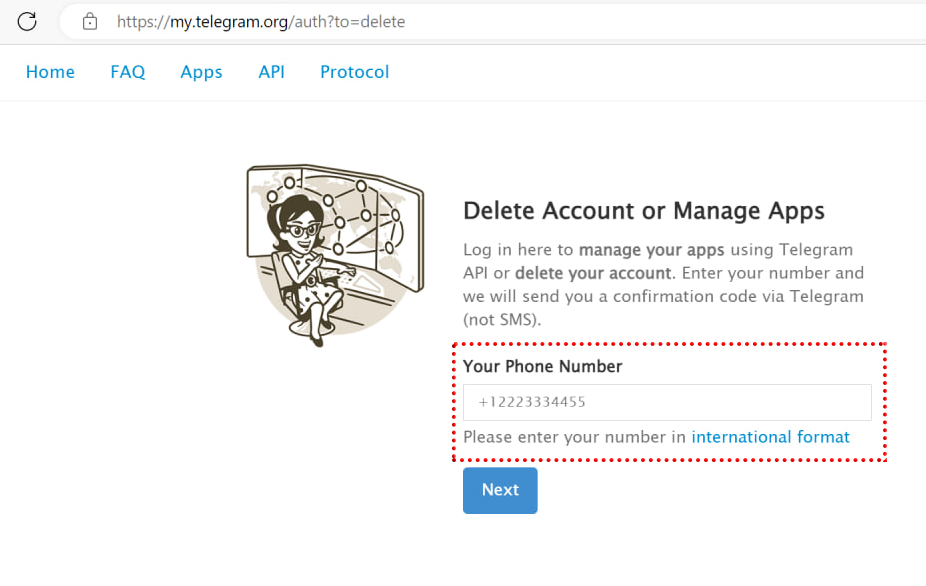 https://my.telegram.org/auth?to=delete
Home FAQ Apps API Protocol
Delete Account or Manage Apps
Log in here to manage your apps using Telegram
API or delete your account. Enter your number and
we will send you a confirmation code via Telegram
(not SMS).
Your Phone Number
+12223334455
Please enter your number in international format
Next